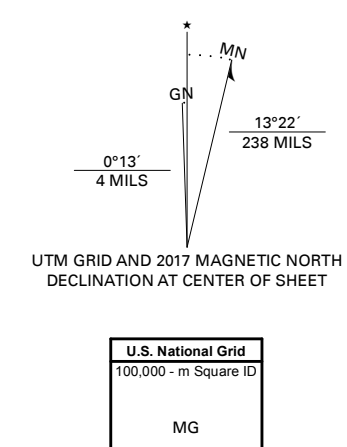 MN
GN
13°22´
238 MILS
0°13´
4 MILS
UTM GRID AND 2017 MAGNETIC NORTH
DECLINATION AT CENTER OF SHEET
U.S. National Grid
100,000 - m Square ID
MG